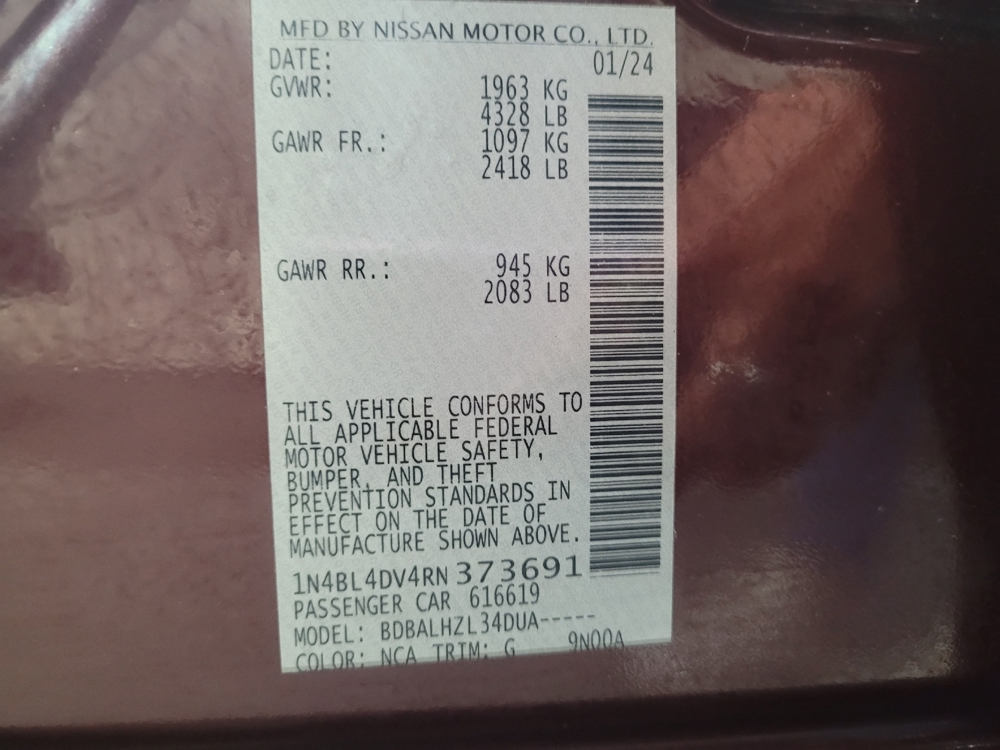 MFD BY NISSAN MOTOR CO., LTD.
DATE: 01/24
GVWR: 1963 KG
4328 LB
GAWR FR.: 1097 KG
2418 LB
GAWR RR.: 945 KG
2083 LB
THIS VEHICLE CONFORMS TO
ALL APPLICABLE FEDERAL
MOTOR VEHICLE SAFETY,
BUMPER, AND THEFT
PREVENTION STANDARDS IN
EFFECT ON THE DATE OF
MANUFACTURE SHOWN ABOVE.
1N4BL4DV4RN 373691
PASSENGER CAR 616619
MODEL: BDBALHZL34DUA-----
COLOR: NCA TRIM: G